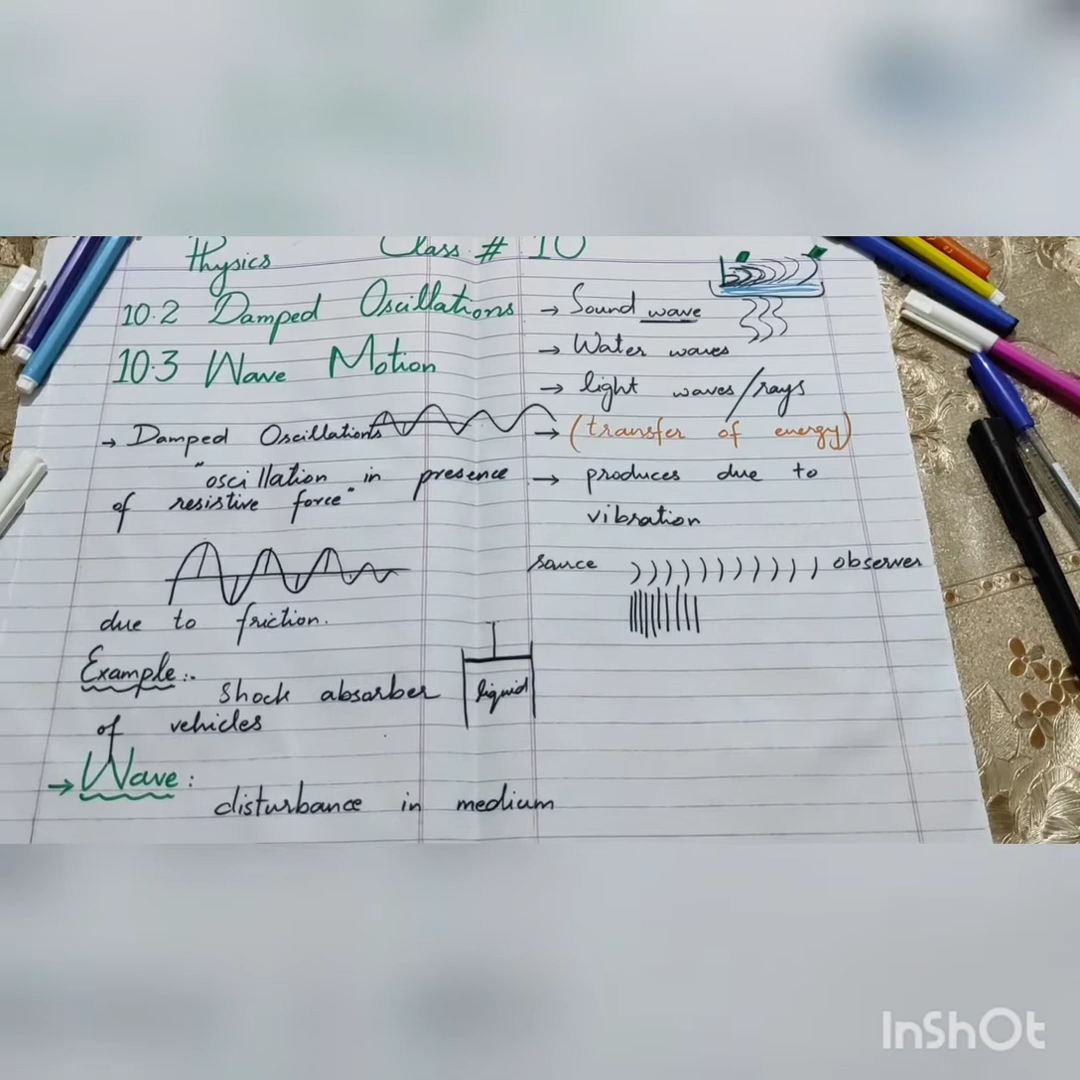 Physics Class # 10
10.2 Damped Oscillations
10.3 Wave Motion
→ Damped Oscillations
"oscillation in presence
of resistive force"
due to friction.
Example:-
Shock absorber
of vehicles
liquid
→ Wave:
disturbance in medium
→ Sound wave
→ Water waves
→ light waves/rays
→ (transfer of energy)
→ produces due to
vibration
source observer
InShOt